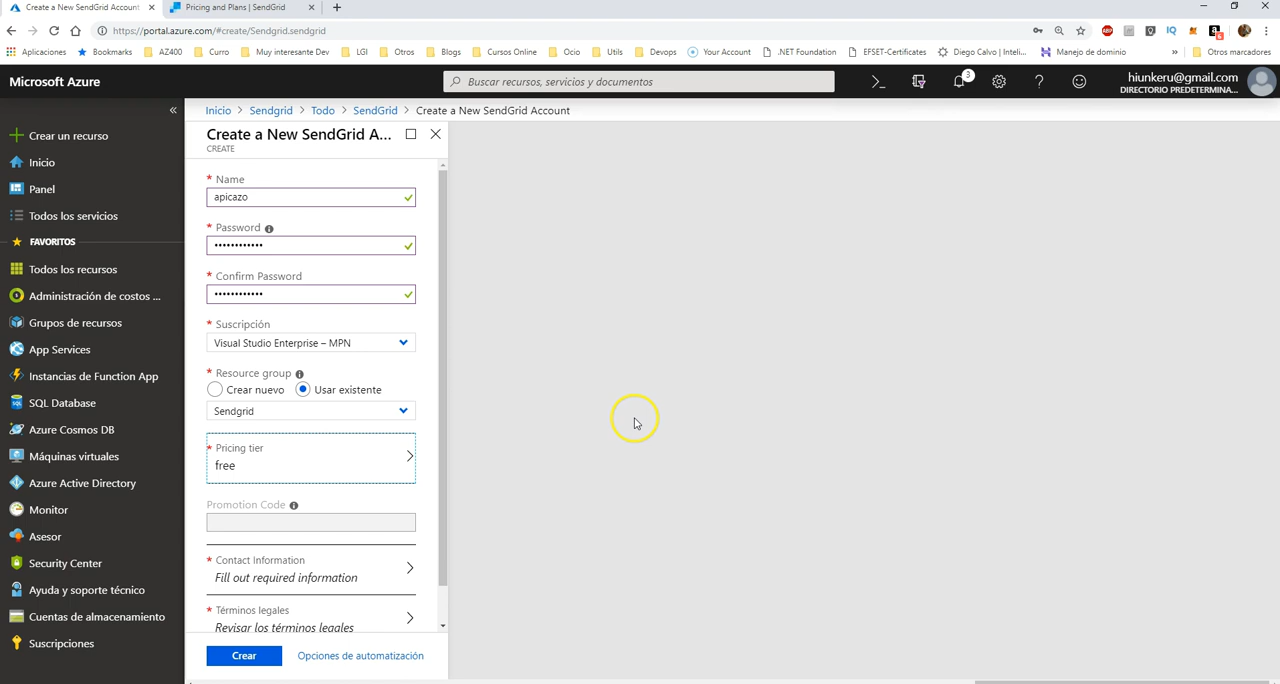 Create a New SendGrid Account
Pricing and Plans | SendGrid
https://portal.azure.com/#create/Sendgrid.sendgrid
Aplicaciones
Bookmarks
AZ400
Curro
Muy interesante Dev
LGI
Otros
Blogs
Cursos Online
Ocio
Utils
Devops
Your Account
.NET Foundation
EFSET-Certificates
Diego Calvo | Inteli...
Manejo de dominio
»
Otros marcadores
Microsoft Azure
Buscar recursos, servicios y documentos
3
hiunkeru@gmail.com
DIRECTORIO PREDETERMINA...
Inicio > Sendgrid > Todo > SendGrid > Create a New SendGrid Account
«
Crear un recurso
Inicio
Panel
Todos los servicios
FAVORITOS
Todos los recursos
Administración de costos ...
Grupos de recursos
App Services
Instancias de Function App
SQL Database
Azure Cosmos DB
Máquinas virtuales
Azure Active Directory
Monitor
Asesor
Security Center
Ayuda y soporte técnico
Cuentas de almacenamiento
Suscripciones
Create a New SendGrid A...
CREATE
* Name
apicazo
* Password
••••••••••••
* Confirm Password
••••••••••••
* Suscripción
Visual Studio Enterprise – MPN
* Resource group
Crear nuevo Usar existente
Sendgrid
* Pricing tier
free
Promotion Code
* Contact Information
Fill out required information
* Términos legales
Revisar los términos legales
Crear
Opciones de automatización